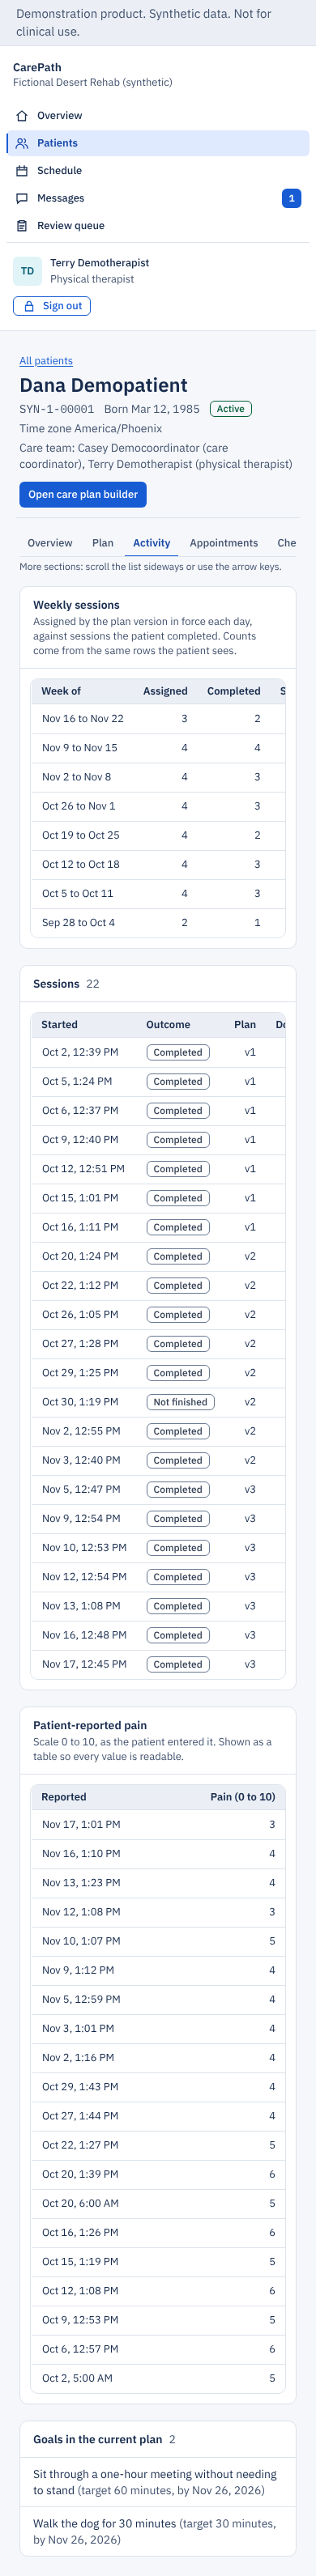 Demonstration product. Synthetic data. Not for
clinical use.
CarePath
Fictional Desert Rehab (synthetic)
Overview
Patients
Schedule
Messages 1
Review queue
TD Terry Demotherapist
Physical therapist
Sign out
All patients
Dana Demopatient
SYN-1-00001 Born Mar 12, 1985 Active
Time zone America/Phoenix
Care team: Casey Democoordinator (care
coordinator), Terry Demotherapist (physical therapist)
Open care plan builder
Overview Plan Activity Appointments Che
More sections: scroll the list sideways or use the arrow keys.
Weekly sessions
Assigned by the plan version in force each day,
against sessions the patient completed. Counts
come from the same rows the patient sees.
Week of Assigned Completed S
Nov 16 to Nov 22 3 2
Nov 9 to Nov 15 4 4
Nov 2 to Nov 8 4 3
Oct 26 to Nov 1 4 3
Oct 19 to Oct 25 4 2
Oct 12 to Oct 18 4 3
Oct 5 to Oct 11 4 3
Sep 28 to Oct 4 2 1
Sessions 22
Started Outcome Plan Do
Oct 2, 12:39 PM Completed v1
Oct 5, 1:24 PM Completed v1
Oct 6, 12:37 PM Completed v1
Oct 9, 12:40 PM Completed v1
Oct 12, 12:51 PM Completed v1
Oct 15, 1:01 PM Completed v1
Oct 16, 1:11 PM Completed v1
Oct 20, 1:24 PM Completed v2
Oct 22, 1:12 PM Completed v2
Oct 26, 1:05 PM Completed v2
Oct 27, 1:28 PM Completed v2
Oct 29, 1:25 PM Completed v2
Oct 30, 1:19 PM Not finished v2
Nov 2, 12:55 PM Completed v2
Nov 3, 12:40 PM Completed v2
Nov 5, 12:47 PM Completed v3
Nov 9, 12:54 PM Completed v3
Nov 10, 12:53 PM Completed v3
Nov 12, 12:54 PM Completed v3
Nov 13, 1:08 PM Completed v3
Nov 16, 12:48 PM Completed v3
Nov 17, 12:45 PM Completed v3
Patient-reported pain
Scale 0 to 10, as the patient entered it. Shown as a
table so every value is readable.
Reported Pain (0 to 10)
Nov 17, 1:01 PM 3
Nov 16, 1:10 PM 4
Nov 13, 1:23 PM 4
Nov 12, 1:08 PM 3
Nov 10, 1:07 PM 5
Nov 9, 1:12 PM 4
Nov 5, 12:59 PM 4
Nov 3, 1:01 PM 4
Nov 2, 1:16 PM 4
Oct 29, 1:43 PM 4
Oct 27, 1:44 PM 4
Oct 22, 1:27 PM 5
Oct 20, 1:39 PM 6
Oct 20, 6:00 AM 5
Oct 16, 1:26 PM 6
Oct 15, 1:19 PM 5
Oct 12, 1:08 PM 6
Oct 9, 12:53 PM 5
Oct 6, 12:57 PM 6
Oct 2, 5:00 AM 5
Goals in the current plan 2
Sit through a one-hour meeting without needing
to stand (target 60 minutes, by Nov 26, 2026)
Walk the dog for 30 minutes (target 30 minutes,
by Nov 26, 2026)